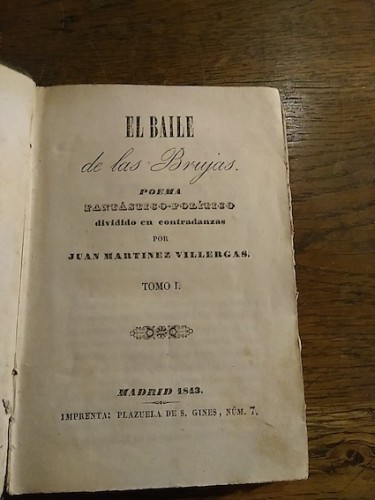 EL BAILE
de las Brujas.
POEMA
FANTÁSTICO-POLÍTICO
dividido en contradanzas
POR
JUAN MARTINEZ VILLERGAS.
TOMO I.
MADRID 1843.
IMPRENTA: PLAZUELA DE S. GINES, NÚM. 7.